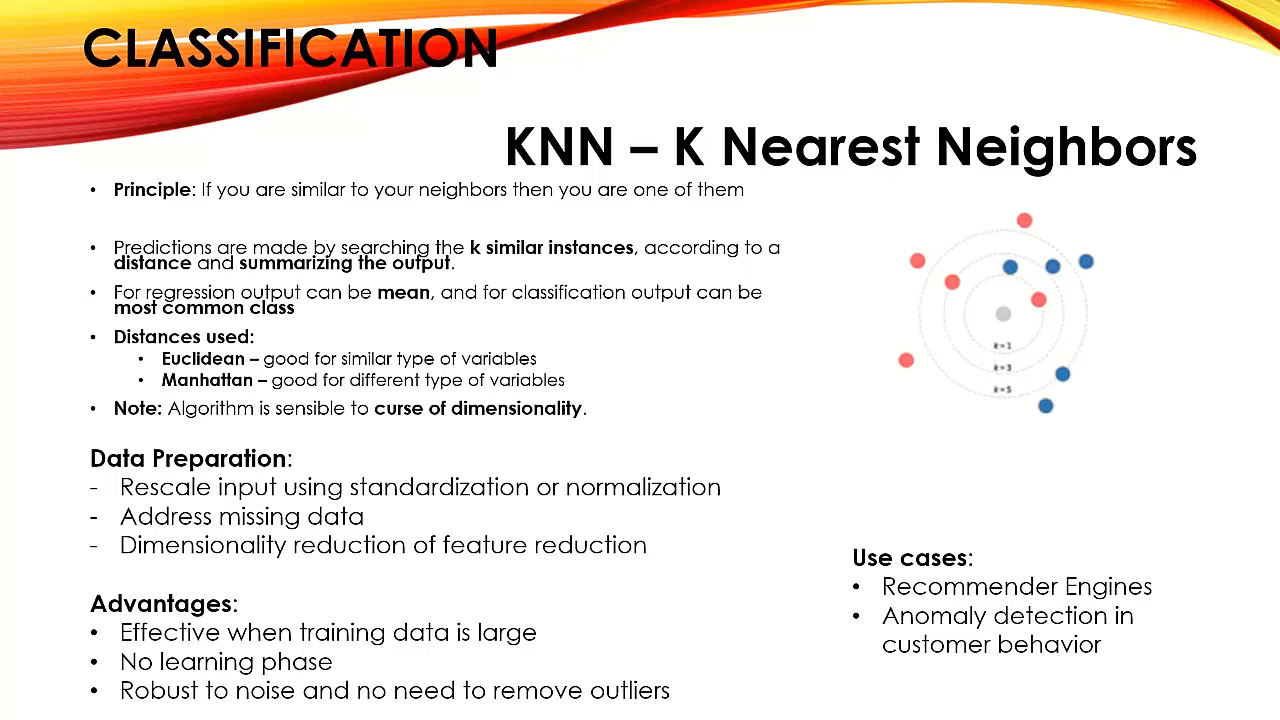 CLASSIFICATION
KNN – K Nearest Neighbors
• Principle: If you are similar to your neighbors then you are one of them
• Predictions are made by searching the k similar instances, according to a
distance and summarizing the output.
• For regression output can be mean, and for classification output can be
most common class
• Distances used:
• Euclidean – good for similar type of variables
• Manhattan – good for different type of variables
• Note: Algorithm is sensible to curse of dimensionality.
k=1
k=3
k=5
Data Preparation:
- Rescale input using standardization or normalization
- Address missing data
- Dimensionality reduction of feature reduction
Advantages:
• Effective when training data is large
• No learning phase
• Robust to noise and no need to remove outliers
Use cases:
• Recommender Engines
• Anomaly detection in
customer behavior